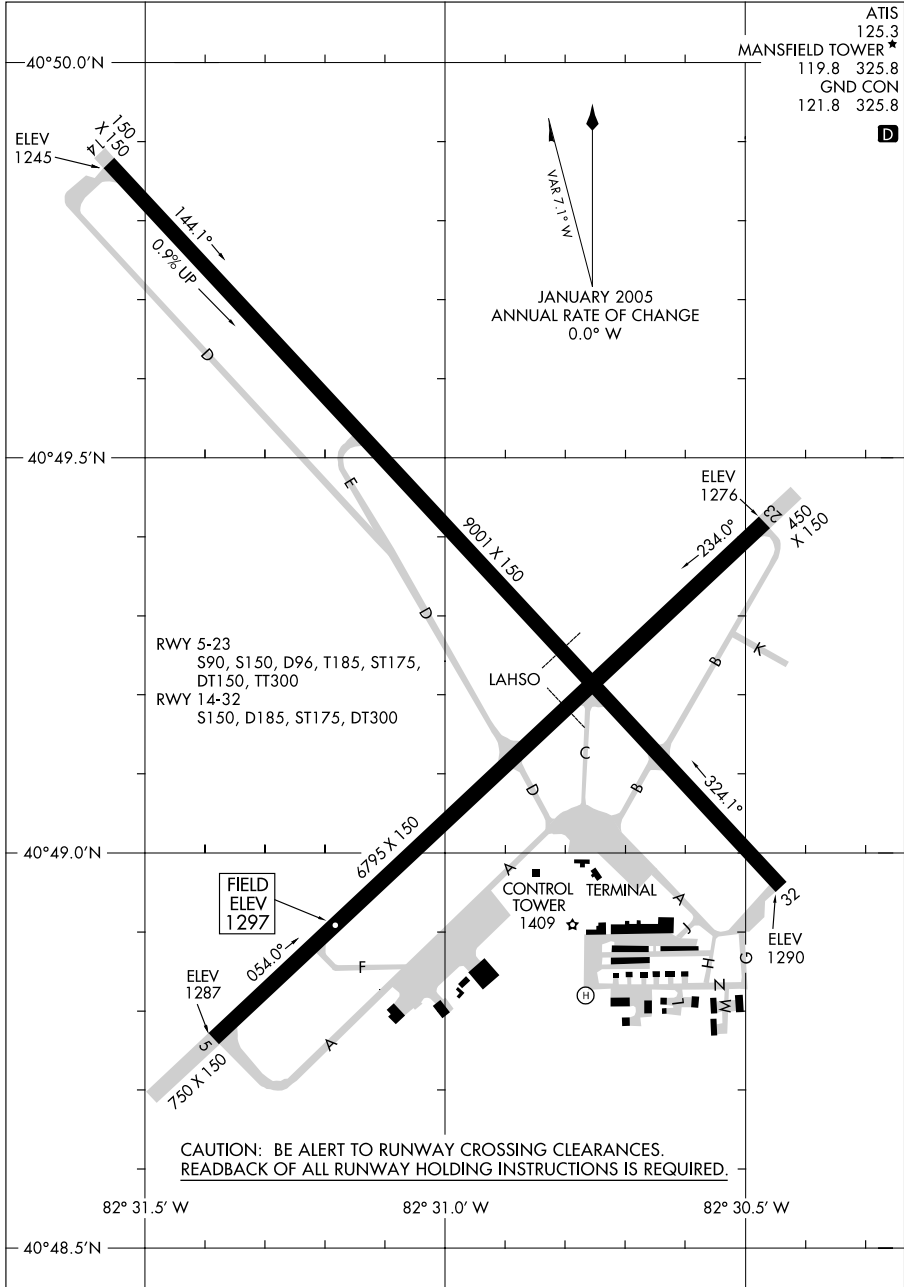 ATIS
125.3
MANSFIELD TOWER ★
119.8 325.8
GND CON
121.8 325.8
D
40°50.0'N
150
X 150
14
ELEV
1245
144.1°
0.9% UP
VAR 7.1° W
JANUARY 2005
ANNUAL RATE OF CHANGE
0.0° W
D
40°49.5'N
E
9001 X 150
ELEV
1276
23
450
X 150
234.0°
D
RWY 5-23
S90, S150, D96, T185, ST175,
DT150, TT300
RWY 14-32
S150, D185, ST175, DT300
LAHSO
B
K
C
D
B
324.1°
6795 X 150
40°49.0'N
A
CONTROL
TOWER
1409
TERMINAL
A
32
FIELD
ELEV
1297
J
ELEV
1290
054.0°
F
H
G
ELEV
1287
H
L
M
N
5
A
750 X 150
CAUTION: BE ALERT TO RUNWAY CROSSING CLEARANCES.
READBACK OF ALL RUNWAY HOLDING INSTRUCTIONS IS REQUIRED.
82° 31.5' W
82° 31.0' W
82° 30.5' W
40°48.5'N